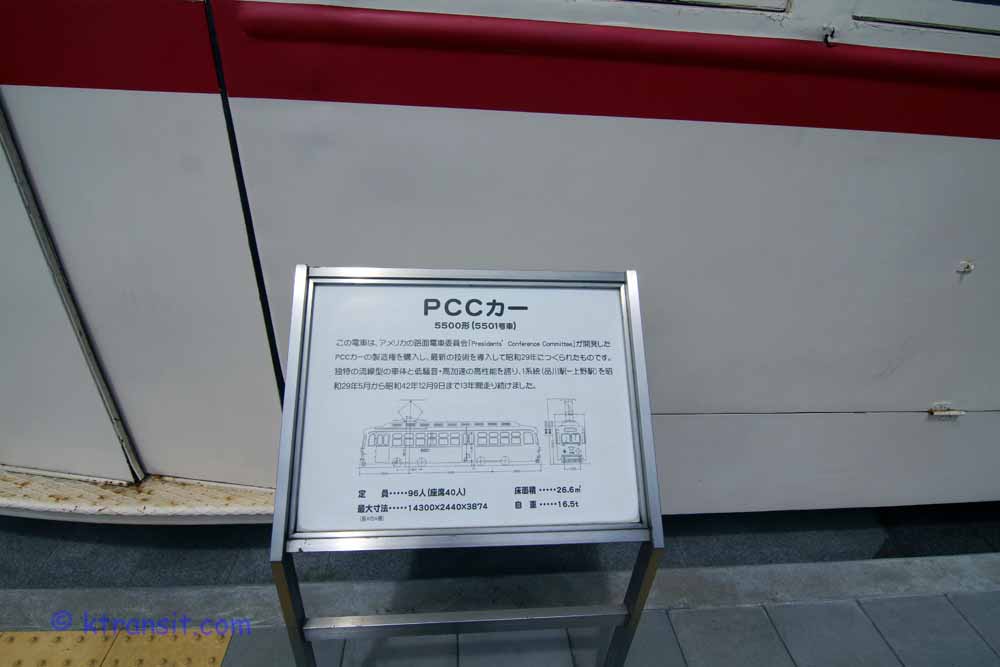 PCCカー
5500形(5501号車)
この電車は、アメリカの路面電車委員会「Presidents' Conference Committee」が開発した
PCCカーの製造権を購入し、最新の技術を導入して昭和29年につくられたものです。
独特の流線型の車体と低騒音・高加速の高性能を誇り、1系統(品川駅ー上野駅)を昭
和29年5月から昭和42年12月9日まで13年間走り続けました。
定　員・・・・・96人(座席40人)
床面積・・・・・26.6㎡
最大寸法・・・・・14300×2440×3874
自　重・・・・・16.5t
© ktransit.com